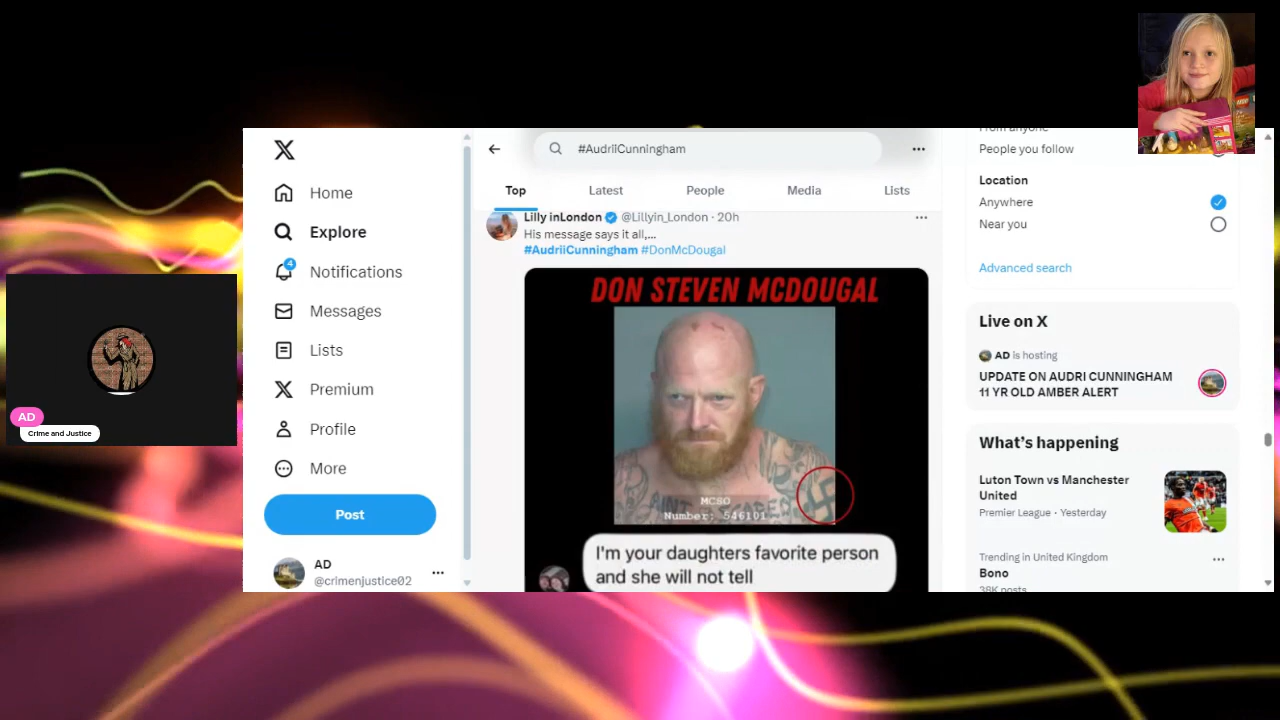 #AudriiCunningham
Top
Latest
People
Media
Lists
Home
Explore
4
Notifications
Messages
Lists
Premium
Profile
More
Post
AD
@crimenjustice02
AD
Crime and Justice
Lilly inLondon @Lillyin_London · 20h
His message says it all,...
#AudriiCunningham #DonMcDougal
DON STEVEN MCDOUGAL
MCSO
Number: 546101
I'm your daughters favorite person
and she will not tell
From anyone
People you follow
Location
Anywhere
Near you
Advanced search
Live on X
AD is hosting
UPDATE ON AUDRI CUNNINGHAM
11 YR OLD AMBER ALERT
What's happening
Luton Town vs Manchester
United
Premier League · Yesterday
Trending in United Kingdom
Bono
38K posts